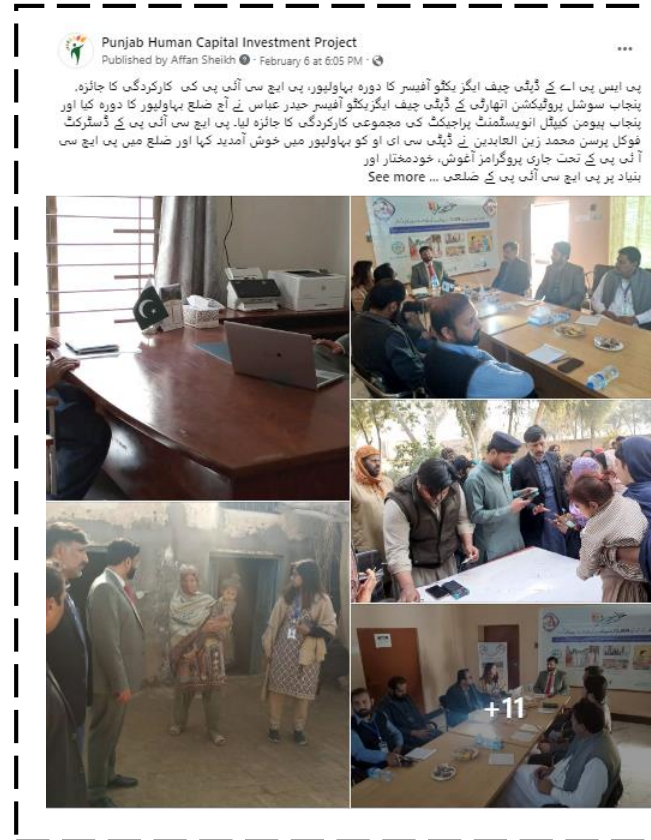 Punjab Human Capital Investment Project
Published by Affan Sheikh · February 6 at 6:05 PM ·
پی ایس پی اے کے ڈپٹی چیف ایگز یکٹو آفیسر کا دورہ بہاولپور، پی ایچ سی آئی پی کی کارکردگی کا جائزہ.
پنجاب سوشل پروٹیکشن اتھارٹی کے ڈپٹی چیف ایگزیکٹو آفیسر حیدر عباس نے آج ضلع بہاولپور کا دورہ کیا اور
پنجاب ہیومن کیپٹل انویسٹمنٹ پراجیکٹ کی مجموعی کارکردگی کا جائزہ لیا۔ پی ایچ سی آئی پی کے ڈسٹرکٹ
فوکل پرسن محمد زین العابدین نے ڈپٹی سی ای او کو بہاولپور میں خوش آمدید کہا اور ضلع میں پی ایچ سی
آ ئی پی کے تحت جاری پروگرامز آغوش، خودمختار اور
بنیاد پر پی ایچ سی آئی پی کے ضلعی ... See more
+11